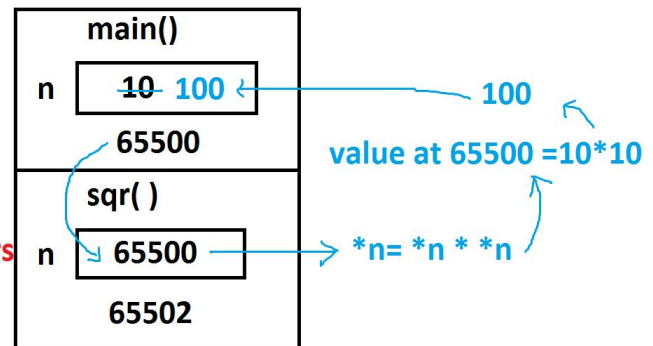 main()
n 10 100
100
65500
value at 65500 =10*10
sqr( )
n 65500
*n= *n * *n
65502